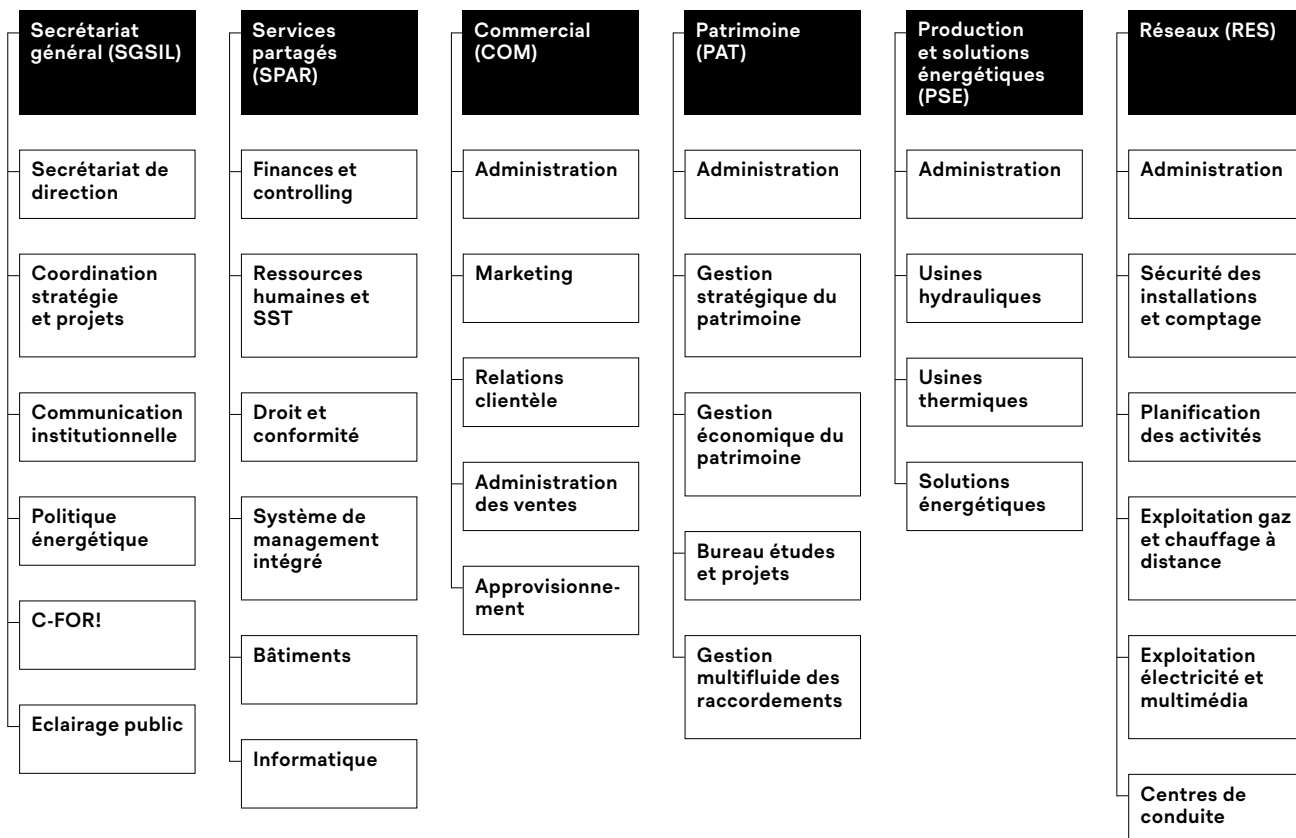 Secrétariat
général (SGSIL)
Secrétariat de
direction
Coordination
stratégie
et projets
Communication
institutionnelle
Politique
énergétique
C-FOR!
Eclairage public
Services
partagés
(SPAR)
Finances et
controlling
Ressources
humaines et
SST
Droit et
conformité
Système de
management
intégré
Bâtiments
Informatique
Commercial
(COM)
Administration
Marketing
Relations
clientèle
Administration
des ventes
Approvisionne-
ment
Patrimoine
(PAT)
Administration
Gestion
stratégique du
patrimoine
Gestion
économique du
patrimoine
Bureau études
et projets
Gestion
multifluide des
raccordements
Production
et solutions
énergétiques
(PSE)
Administration
Usines
hydrauliques
Usines
thermiques
Solutions
énergétiques
Réseaux (RES)
Administration
Sécurité des
installations
et comptage
Planification
des activités
Exploitation gaz
et chauffage à
distance
Exploitation
électricité et
multimédia
Centres de
conduite